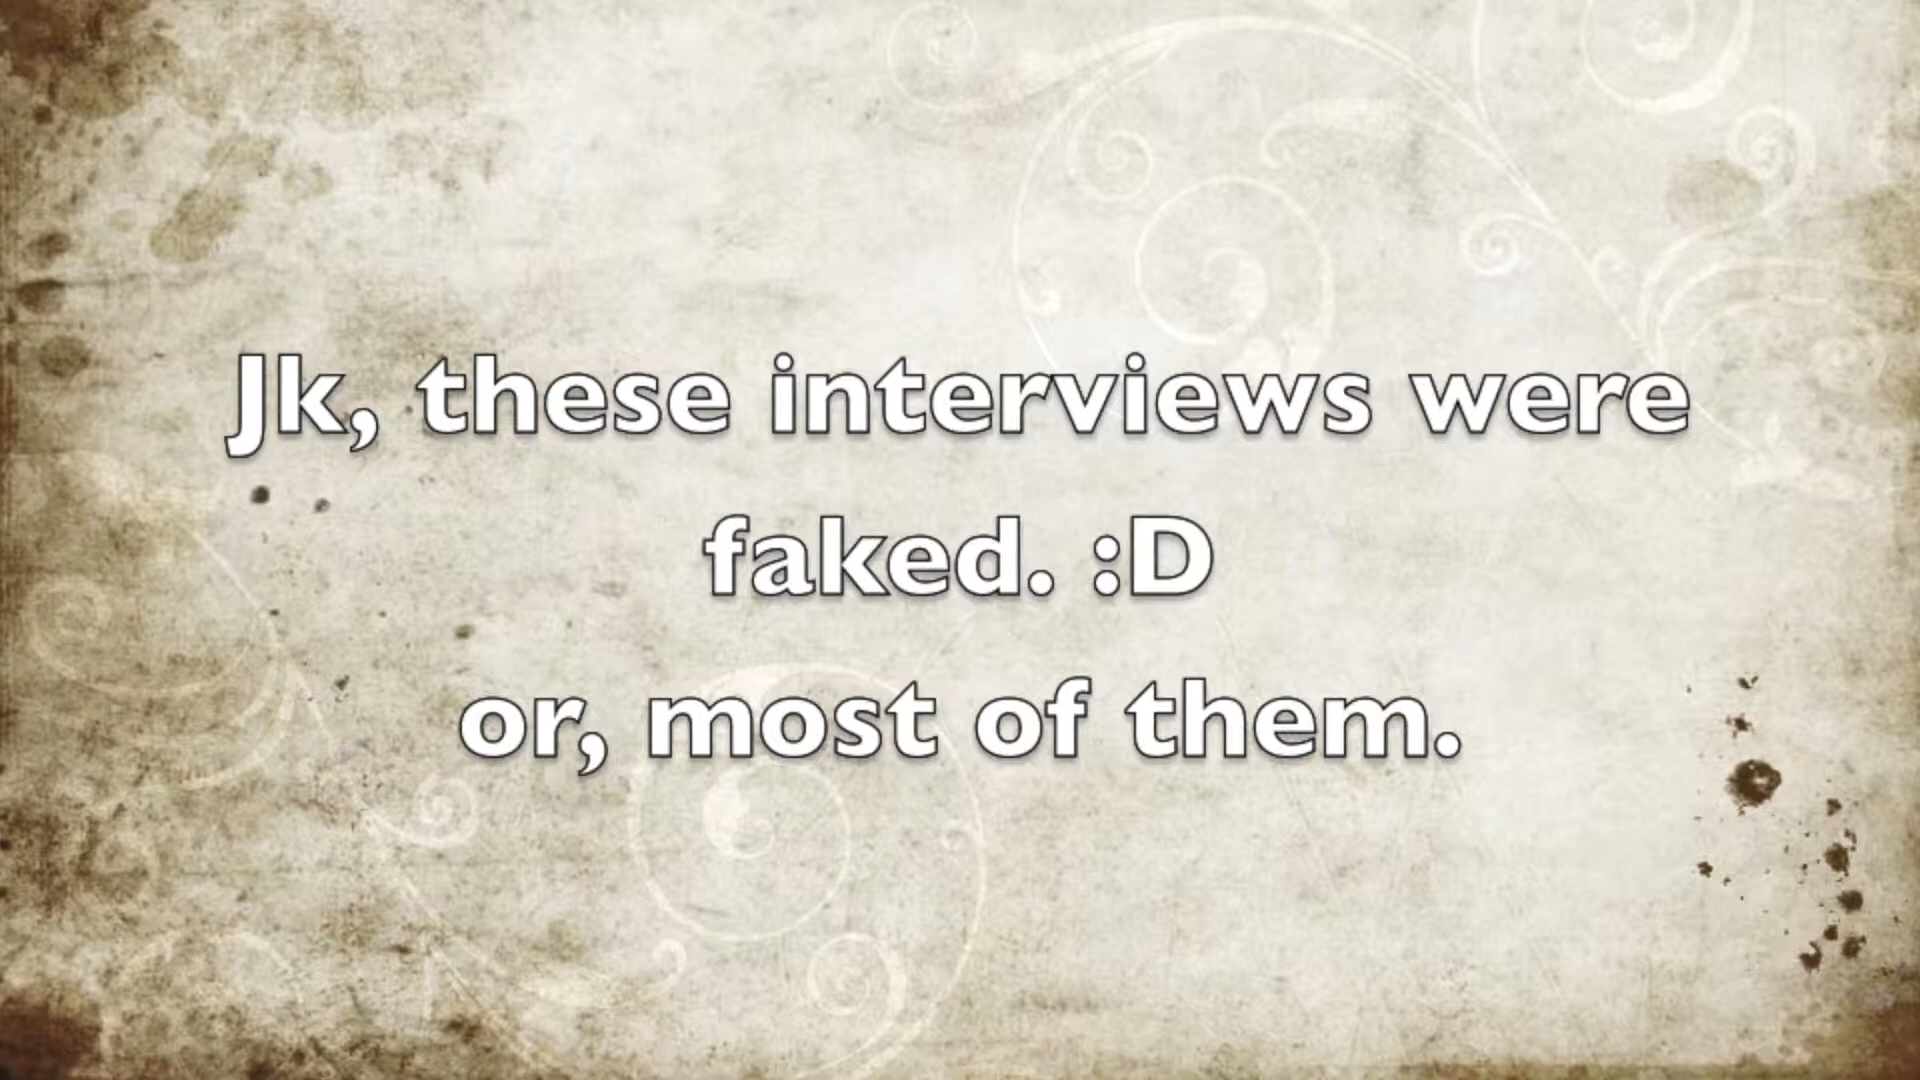 Jk, these interviews were
faked. :D
or, most of them.